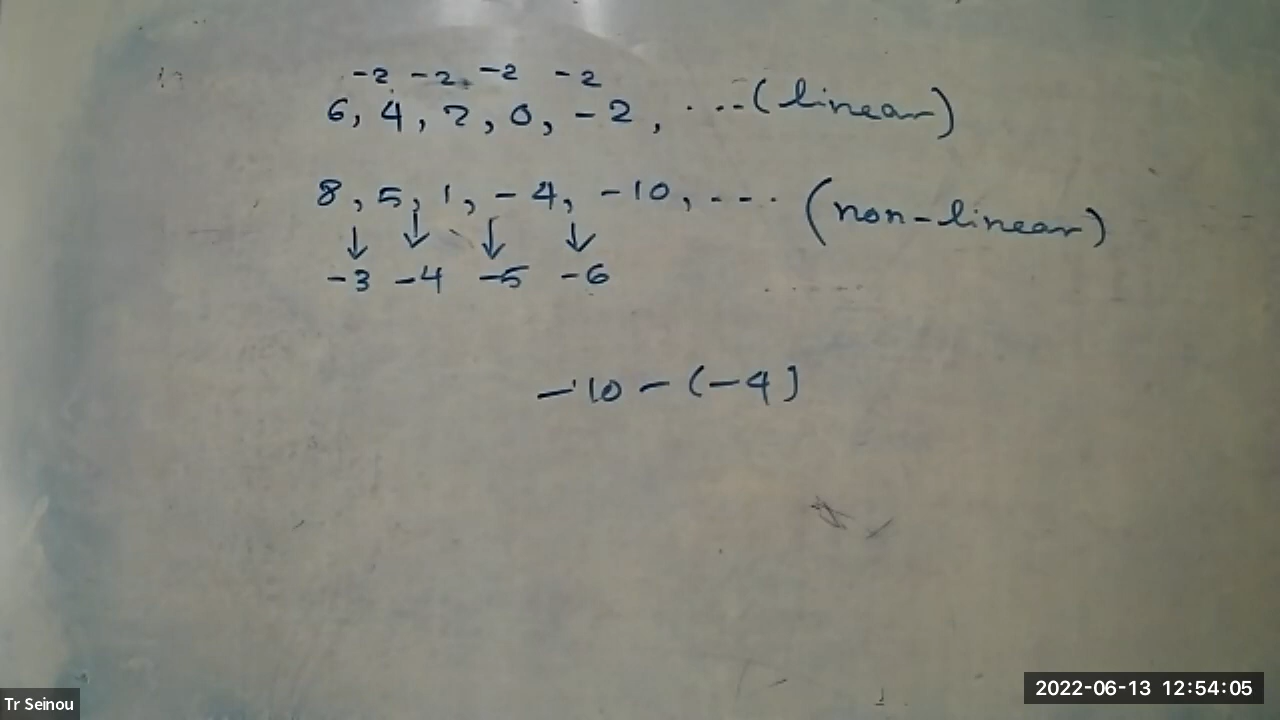 -2 -2 -2 -2
6, 4, 2, 0, -2, ...(linear)
8, 5, 1, -4, -10, ... (non-linear)
↓ ↓ ↓ ↓
-3 -4 -5 -6
-10-(-4)
Tr Seinou
2022-06-13 12:54:05